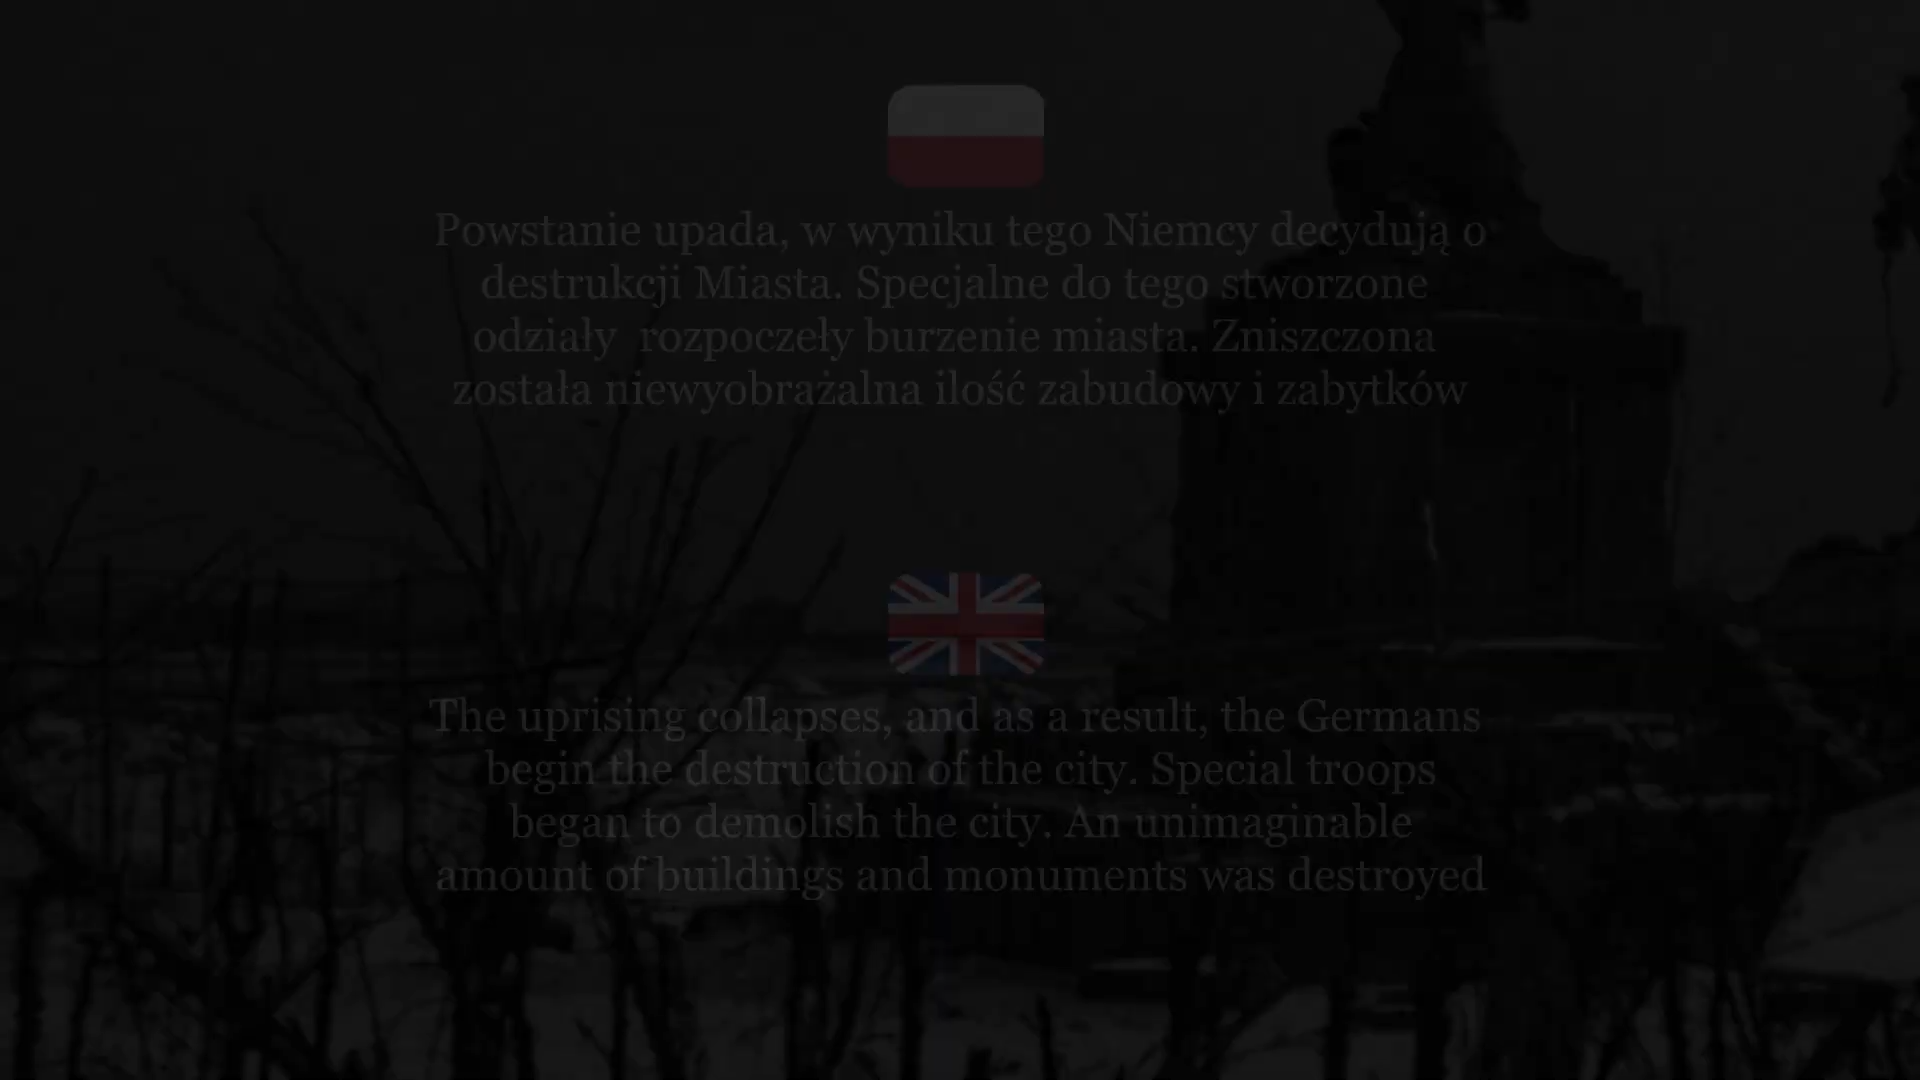 Powstanie upada, w wyniku tego Niemcy decydują o
destrukcji Miasta. Specjalne do tego stworzone
odziały  rozpoczeły burzenie miasta. Zniszczona
została niewyobrażalna ilość zabudowy i zabytków
The uprising collapses, and as a result, the Germans
begin the destruction of the city. Special troops
began to demolish the city. An unimaginable
amount of buildings and monuments was destroyed